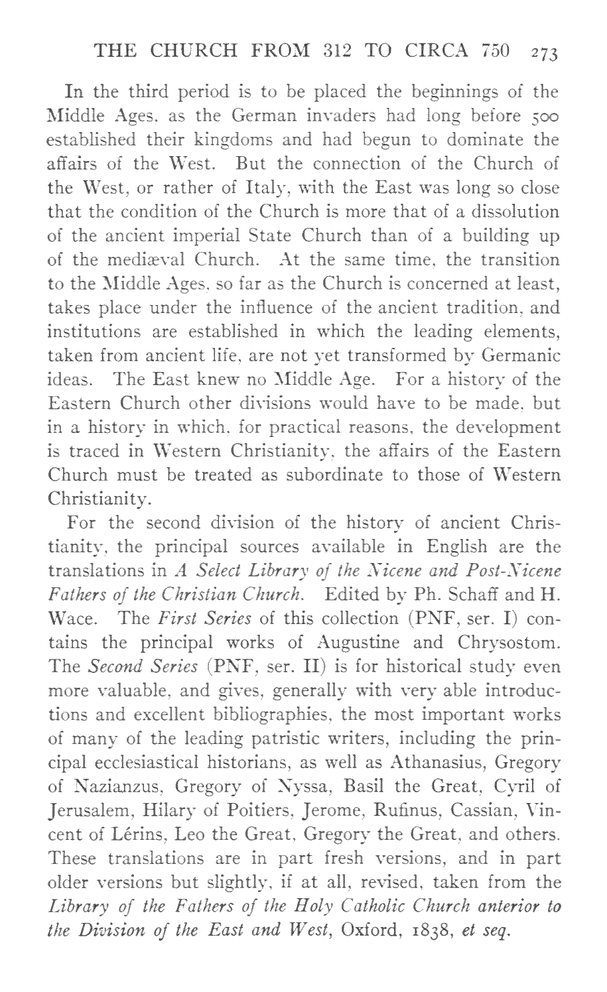 THE CHURCH FROM 312 TO CIRCA 750 273
In the third period is to be placed the beginnings of the
Middle Ages, as the German invaders had long before 500
established their kingdoms and had begun to dominate the
affairs of the West. But the connection of the Church of
the West, or rather of Italy, with the East was long so close
that the condition of the Church is more that of a dissolution
of the ancient imperial State Church than of a building up
of the mediæval Church. At the same time, the transition
to the Middle Ages, so far as the Church is concerned at least,
takes place under the influence of the ancient tradition, and
institutions are established in which the leading elements,
taken from ancient life, are not yet transformed by Germanic
ideas. The East knew no Middle Age. For a history of the
Eastern Church other divisions would have to be made, but
in a history in which, for practical reasons, the development
is traced in Western Christianity, the affairs of the Eastern
Church must be treated as subordinate to those of Western
Christianity.
For the second division of the history of ancient Chris-
tianity, the principal sources available in English are the
translations in A Select Library of the Nicene and Post-Nicene
Fathers of the Christian Church. Edited by Ph. Schaff and H.
Wace. The First Series of this collection (PNF, ser. I) con-
tains the principal works of Augustine and Chrysostom.
The Second Series (PNF, ser. II) is for historical study even
more valuable, and gives, generally with very able introduc-
tions and excellent bibliographies, the most important works
of many of the leading patristic writers, including the prin-
cipal ecclesiastical historians, as well as Athanasius, Gregory
of Nazianzus, Gregory of Nyssa, Basil the Great, Cyril of
Jerusalem, Hilary of Poitiers, Jerome, Rufinus, Cassian, Vin-
cent of Lérins, Leo the Great, Gregory the Great, and others.
These translations are in part fresh versions, and in part
older versions but slightly, if at all, revised, taken from the
Library of the Fathers of the Holy Catholic Church anterior to
the Division of the East and West, Oxford, 1838, et seq.